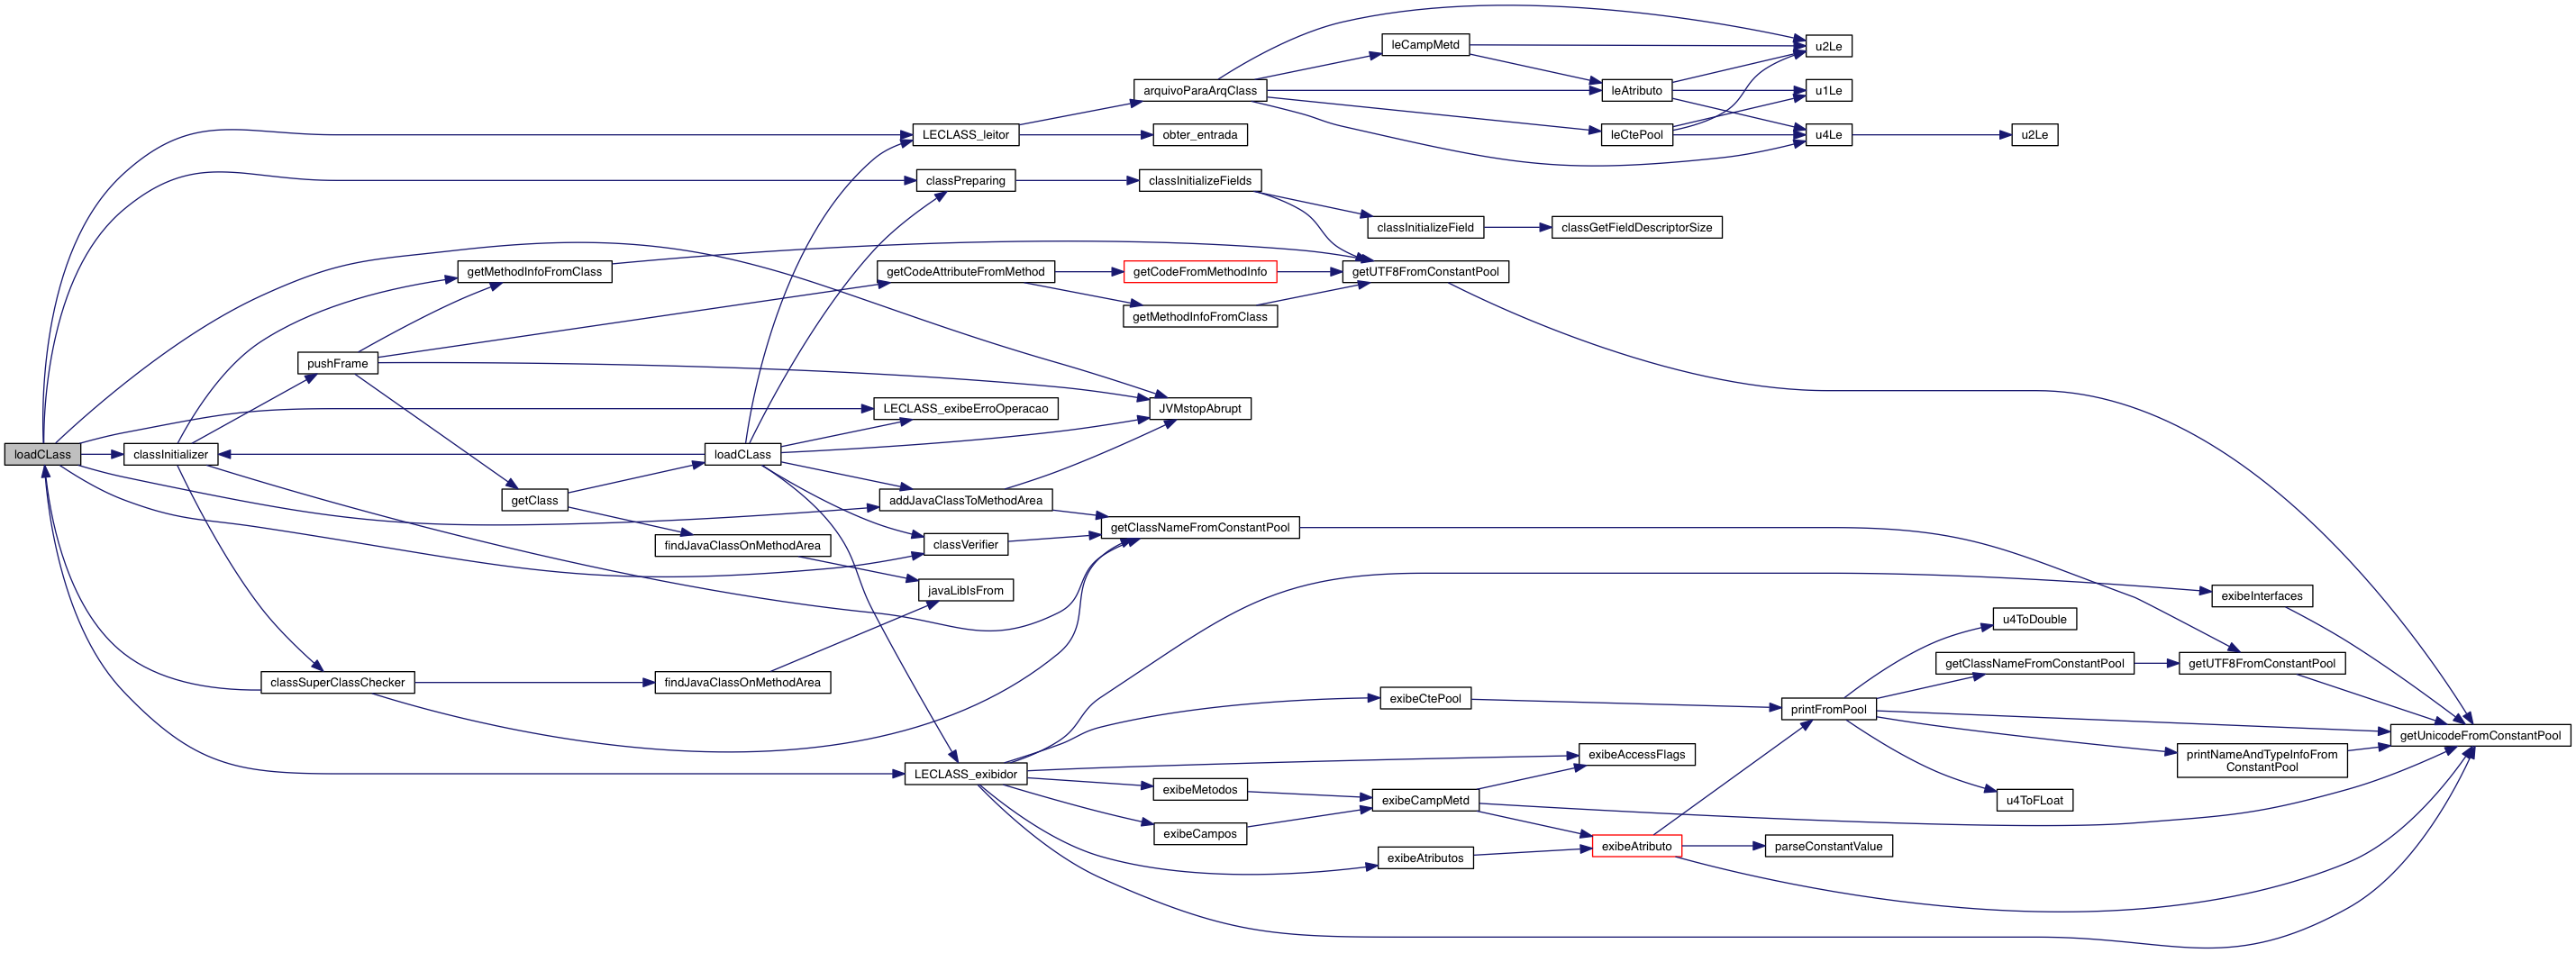 leCampMetd
u2Le
arquivoParaArqClass
leAtributo
u1Le
LECLASS_leitor
obter_entrada
leCtePool
u4Le
u2Le
classPreparing
classInitializeFields
classInitializeField
classGetFieldDescriptorSize
getMethodInfoFromClass
getCodeAttributeFromMethod
getCodeFromMethodInfo
getUTF8FromConstantPool
getMethodInfoFromClass
pushFrame
LECLASS_exibeErroOperacao
JVMstopAbrupt
loadCLass
classInitializer
loadCLass
getClass
addJavaClassToMethodArea
getClassNameFromConstantPool
findJavaClassOnMethodArea
classVerifier
javaLibIsFrom
exibeInterfaces
u4ToDouble
getClassNameFromConstantPool
getUTF8FromConstantPool
classSuperClassChecker
findJavaClassOnMethodArea
exibeCtePool
printFromPool
getUnicodeFromConstantPool
exibeAccessFlags
printNameAndTypeInfoFrom
ConstantPool
LECLASS_exibidor
exibeMetodos
exibeCampMetd
u4ToFLoat
exibeCampos
exibeAtributo
parseConstantValue
exibeAtributos